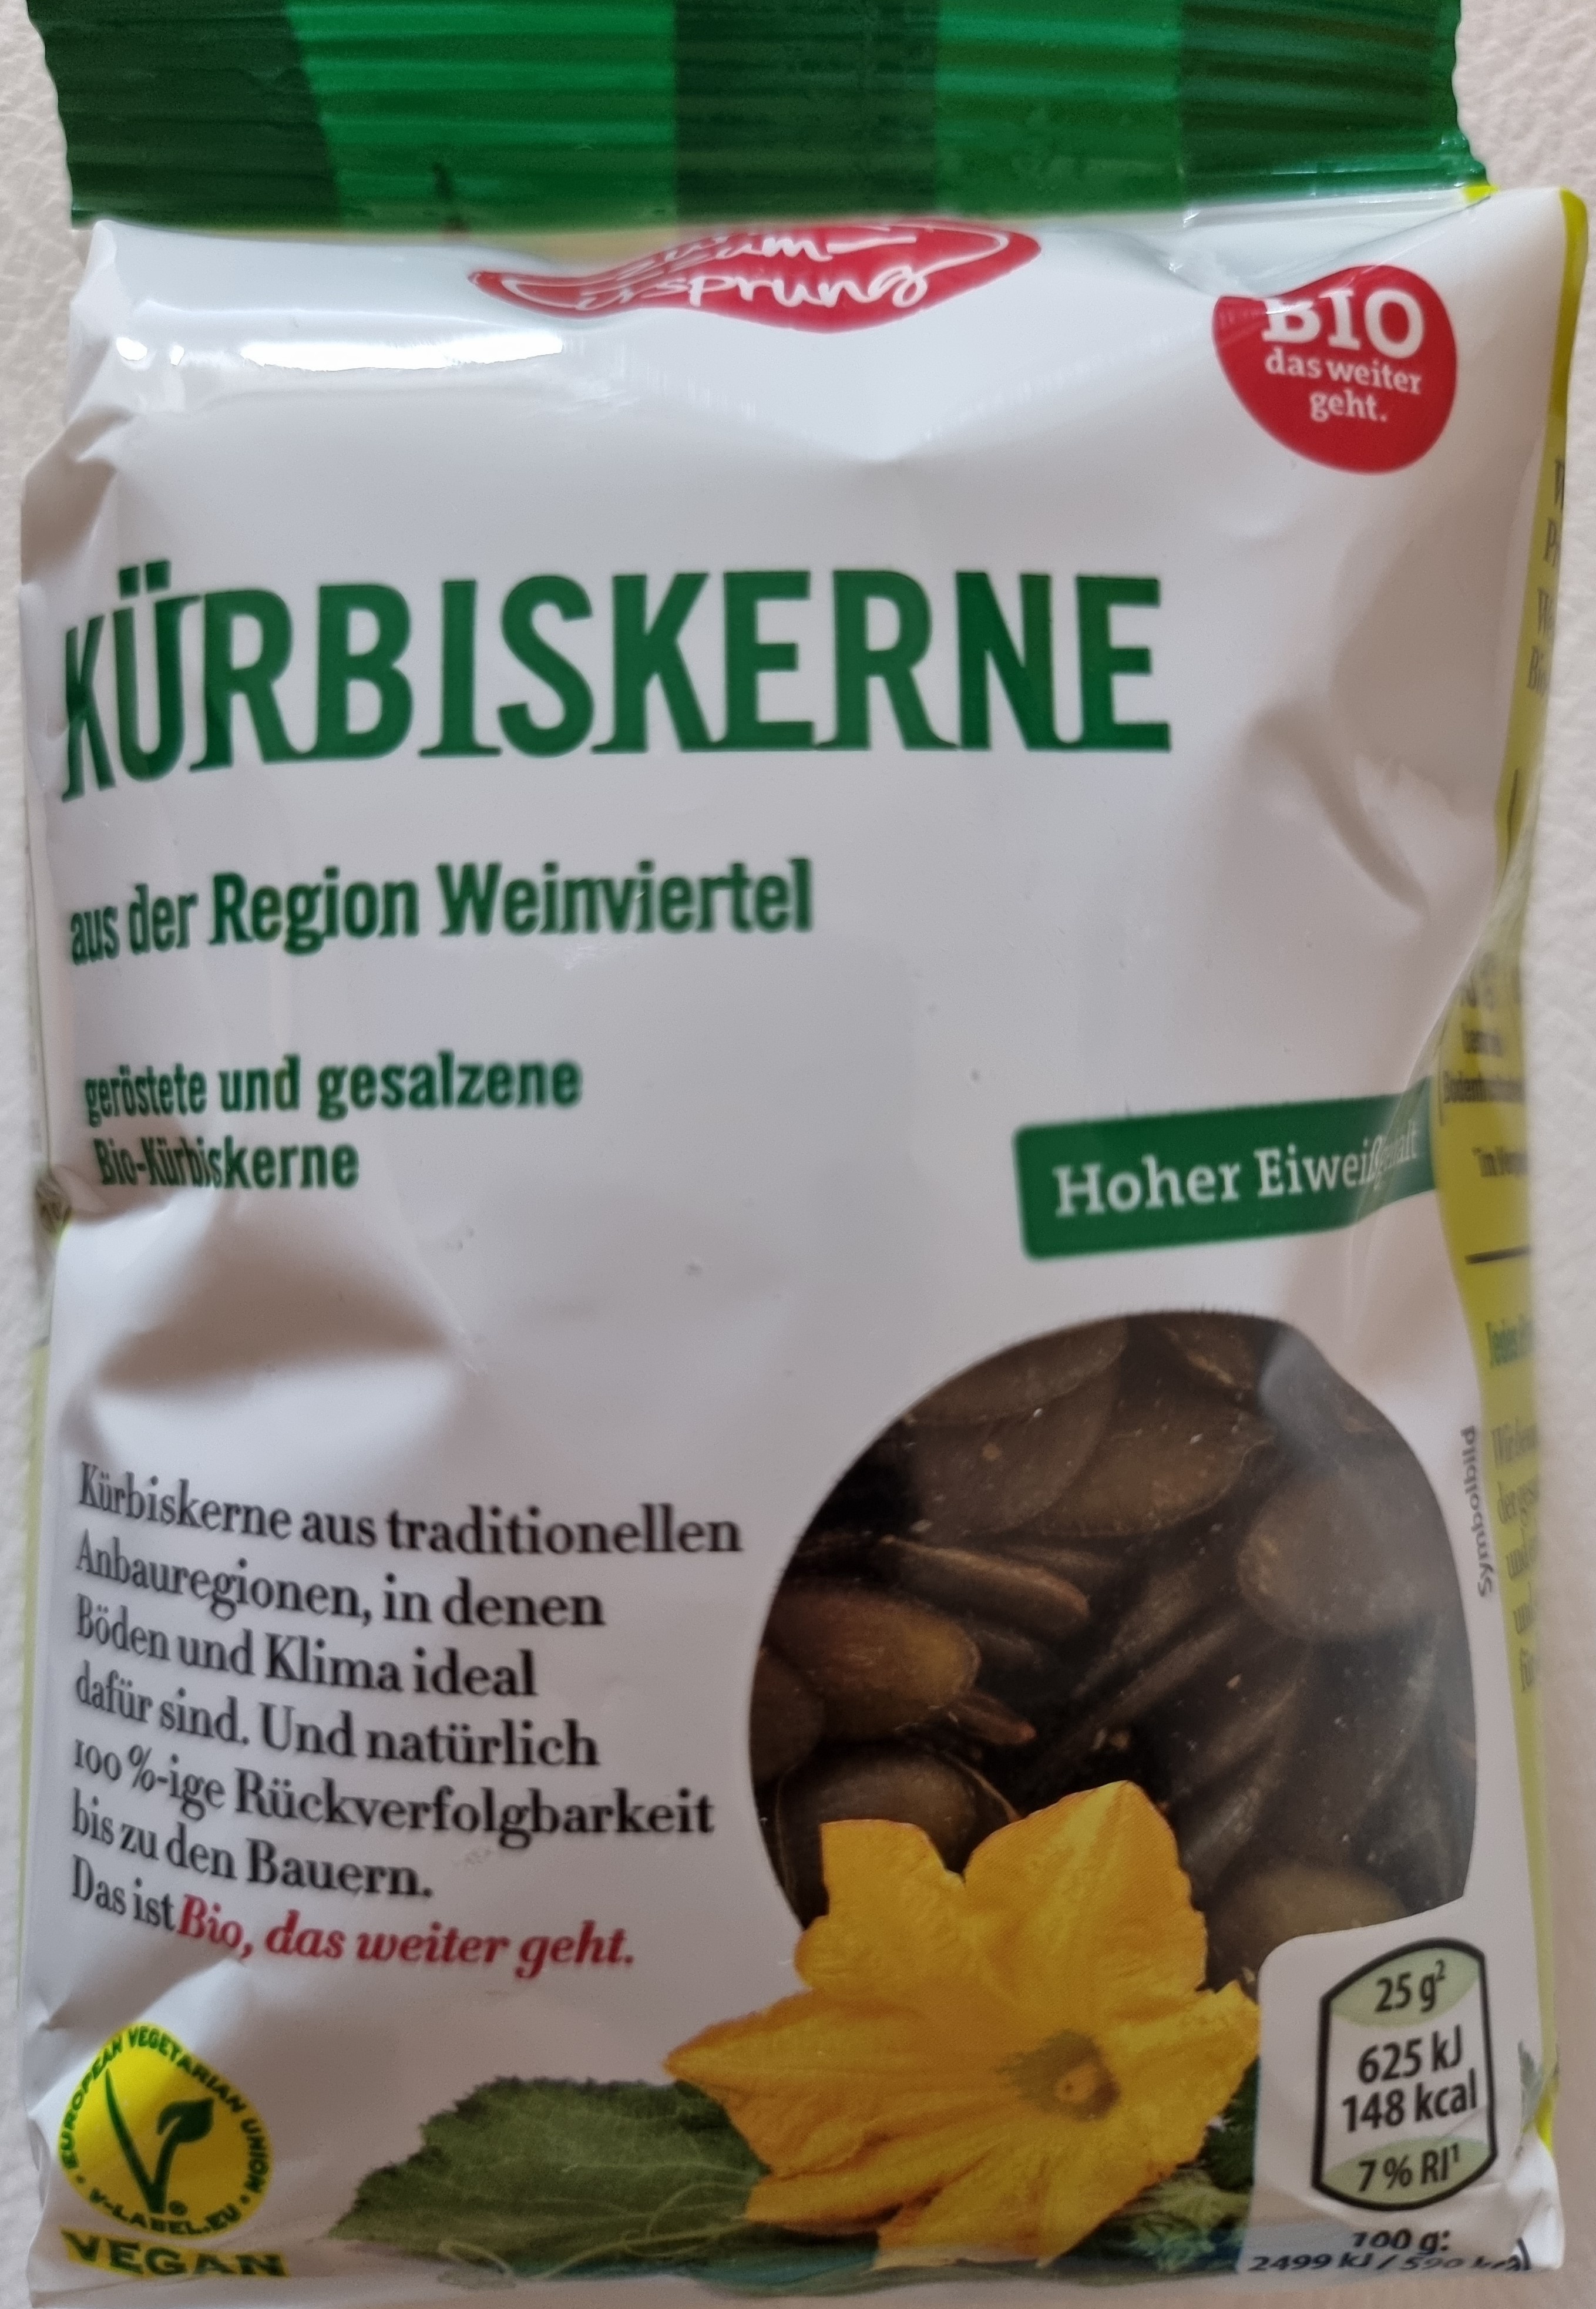 zum
ursprung
BIO
das weiter
geht.
KÜRBISKERNE
aus der Region Weinviertel
geröstete und gesalzene
Bio-Kürbiskerne
Hoher Eiweißgehalt
Kürbiskerne aus traditionellen
Anbauregionen, in denen
Böden und Klima ideal
dafür sind. Und natürlich
100 %-ige Rückverfolgbarkeit
bis zu den Bauern.
Das ist Bio, das weiter geht.
Symbolbild
25 g²
625 kJ
148 kcal
7 % RI¹
100 g:
2499 kJ / 590 kcal
EUROPEAN VEGETARIAN UNION
V-LABEL.EU
VEGAN